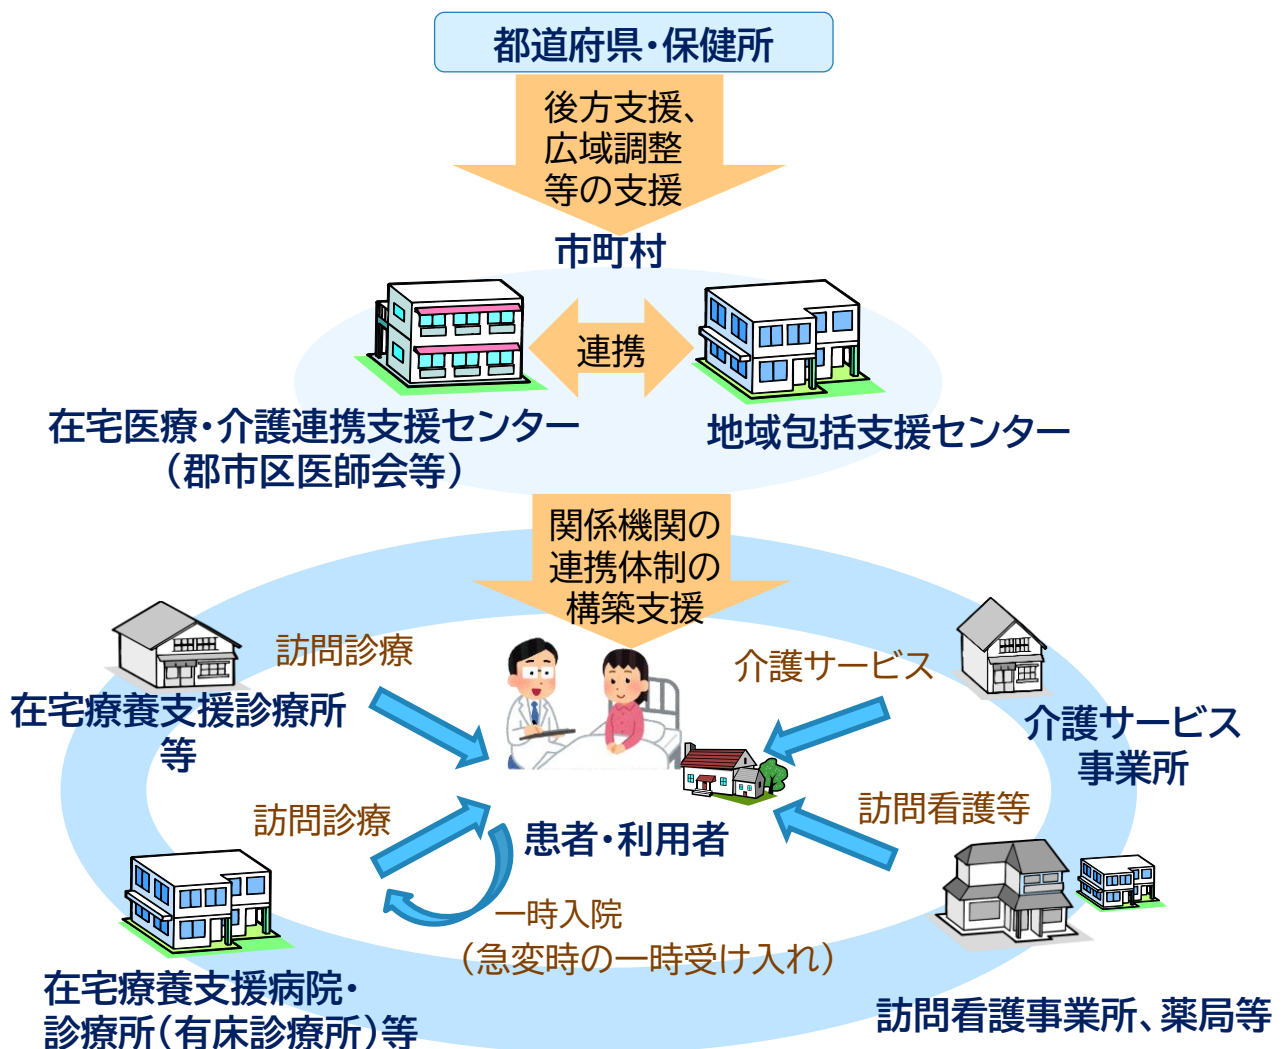 都道府県・保健所
後方支援、
広域調整
等の支援
市町村
連携
在宅医療・介護連携支援センター
（郡市区医師会等）
地域包括支援センター
関係機関の
連携体制の
構築支援
訪問診療
介護サービス
在宅療養支援診療所
等
介護サービス
事業所
訪問診療
訪問看護等
患者・利用者
一時入院
（急変時の一時受け入れ）
在宅療養支援病院・
診療所（有床診療所）等
訪問看護事業所、薬局等